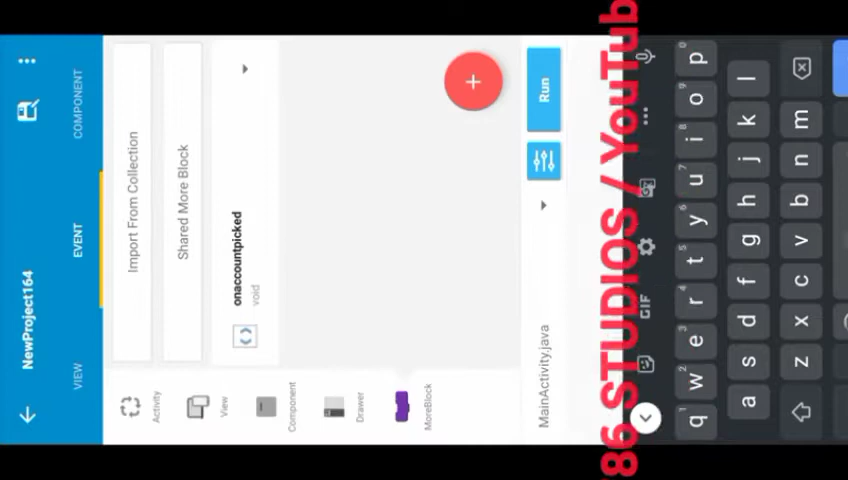 NewProject164
VIEW
EVENT
COMPONENT
Activity
View
Component
Drawer
MoreBlock
Import From Collection
Shared More Block
onaccountpicked
void
+
MainActivity.java
Run
86 STUDIOS / YouTub
GIF
q w e r t y u i o p
a s d f g h j k l
z x c v b n m